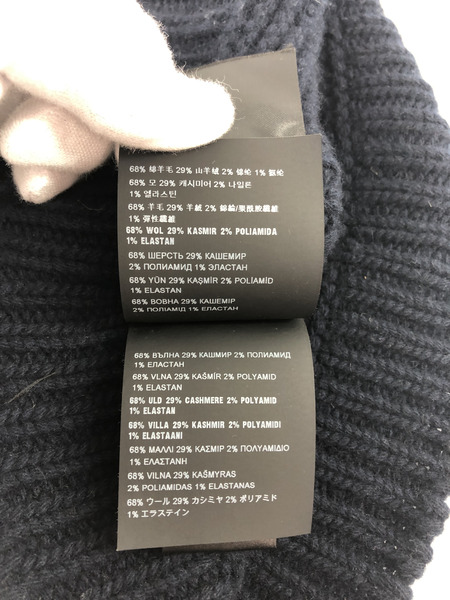 68% 绵羊毛 29% 山羊绒 2% 锦纶 1% 氨纶
68% 모 29% 캐시미어 2% 나일론
1% 엘라스틴
68% 羊毛 29% 羊絨 2% 錦綸/聚酰胺纖維
1% 彈性纖維
68% WOL 29% KASMIR 2% POLIAMIDA
1% ELASTAN
68% ШЕРСТЬ 29% КАШЕМИР
2% ПОЛИАМИД 1% ЭЛАСТАН
68% YÜN 29% KAŞMİR 2% POLİAMİD
1% ELASTAN
68% ВОВНА 29% КАШЕМІР
2% ПОЛІАМІД 1% ЕЛАСТАН
68% ВЪЛНА 29% КАШМИР 2% ПОЛИАМИД
1% ЕЛАСТАН
68% VLNA 29% KAŠMÍR 2% POLYAMID
1% ELASTAN
68% ULD 29% CASHMERE 2% POLYAMID
1% ELASTAN
68% VILLA 29% KASHMIR 2% POLYAMIDI
1% ELASTAANI
68% ΜΑΛΛΙ 29% ΚΑΣΜΙΡ 2% ΠΟΛΥΑΜΙΔΙΟ
1% ΕΛΑΣΤΑΝΗ
68% VILNA 29% KAŠMYRAS
2% POLIAMIDAS 1% ELASTANAS
68% ウール 29% カシミヤ 2% ポリアミド
1% エラステイン